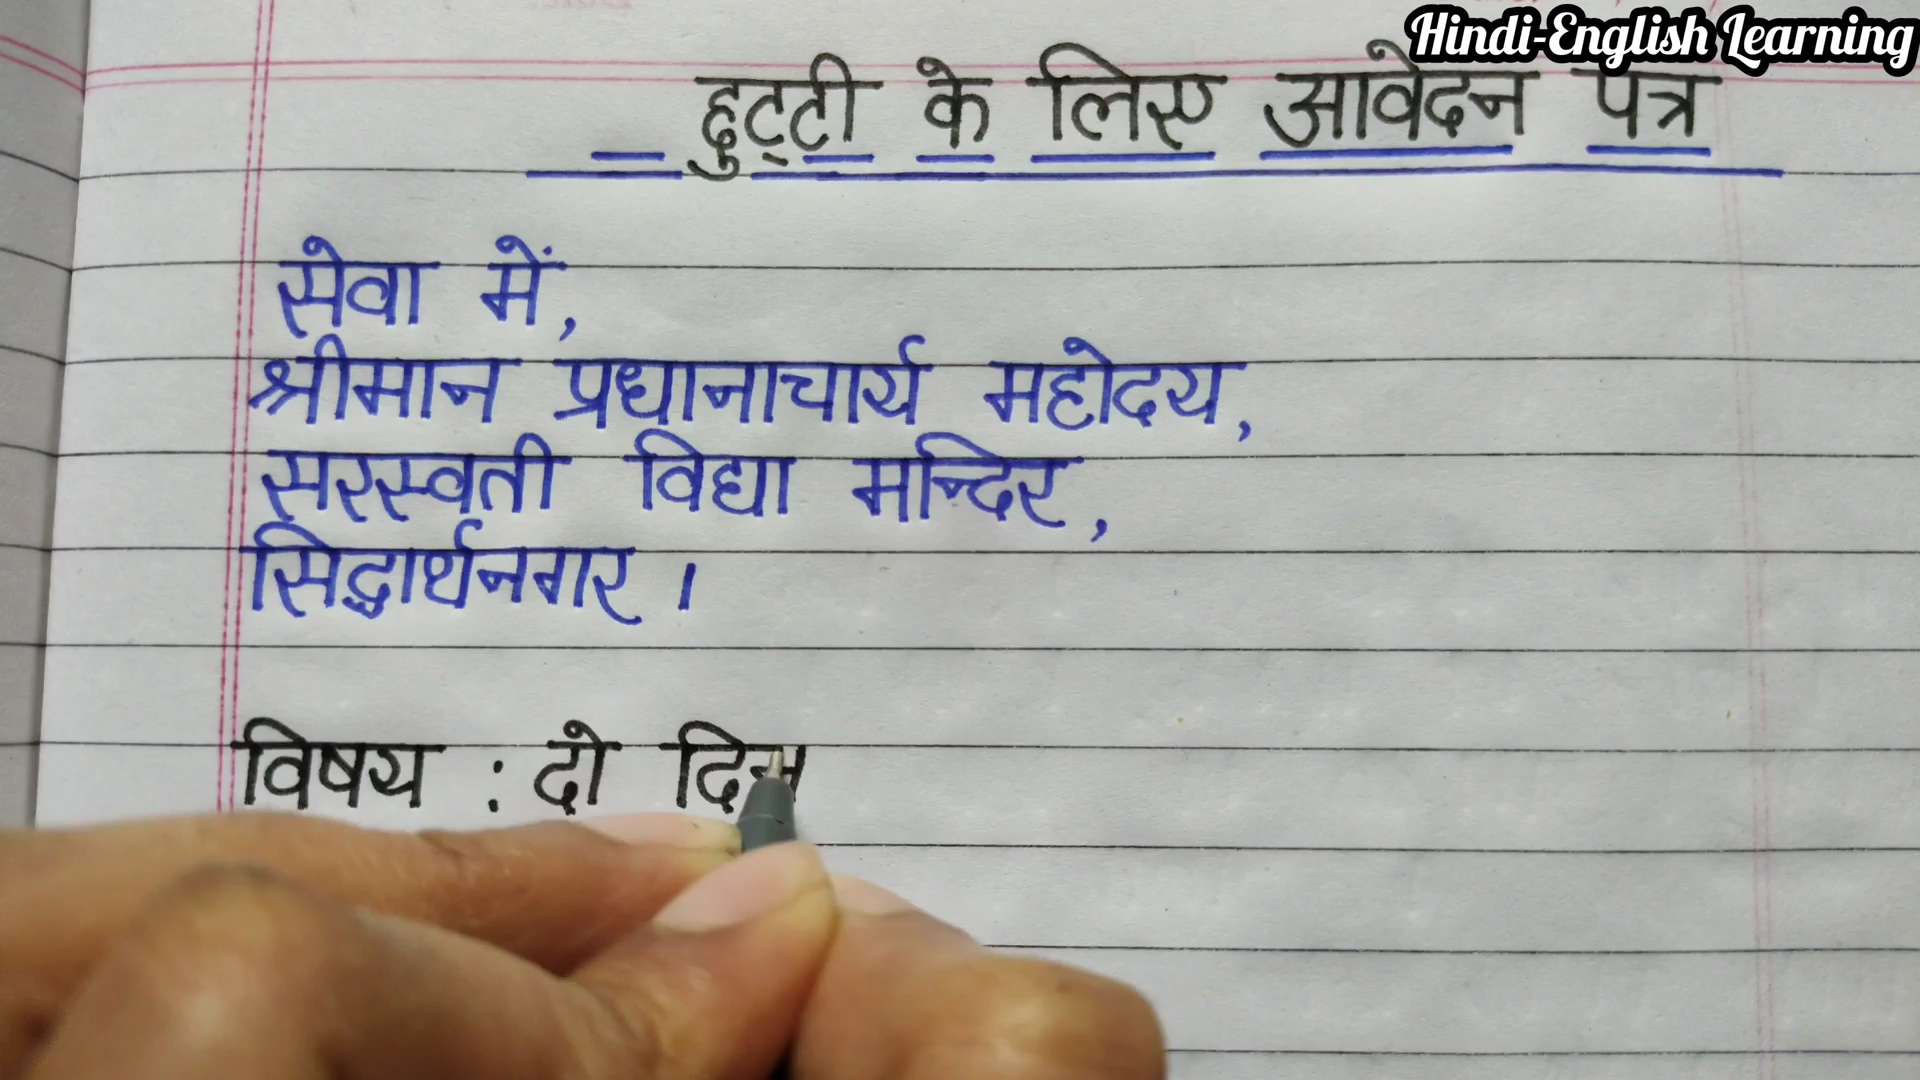 Hindi-English Learning
छुट्टी के लिए आवेदन पत्र
सेवा में,
श्रीमान प्रधानाचार्य महोदय,
सरस्वती विद्या मन्दिर,
सिद्धार्थनगर ।
विषय : दो दिन